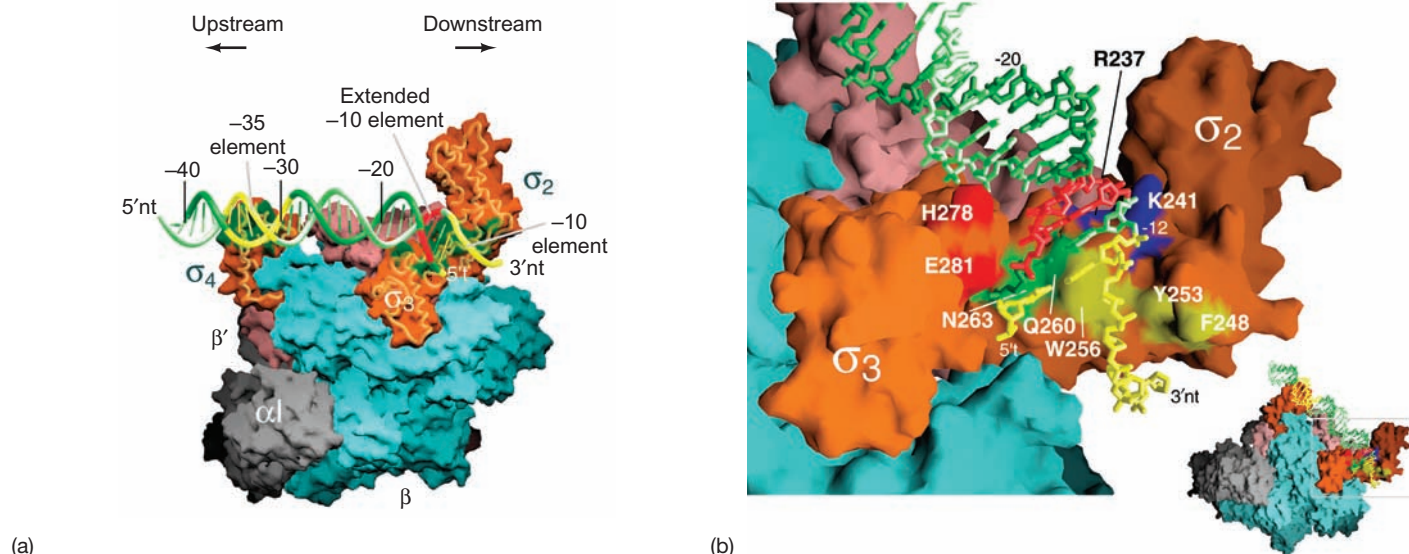 Upstream
Downstream
Extended
–10 element
–35
element
–40
–30
–20
σ2
5′nt
–10
element
5′t
3′nt
σ4
σ3
β′
αI
β
(a)
-20
R237
σ2
H278
K241
-12
E281
Y253
N263
Q260
F248
5′t
W256
σ3
3′nt
(b)